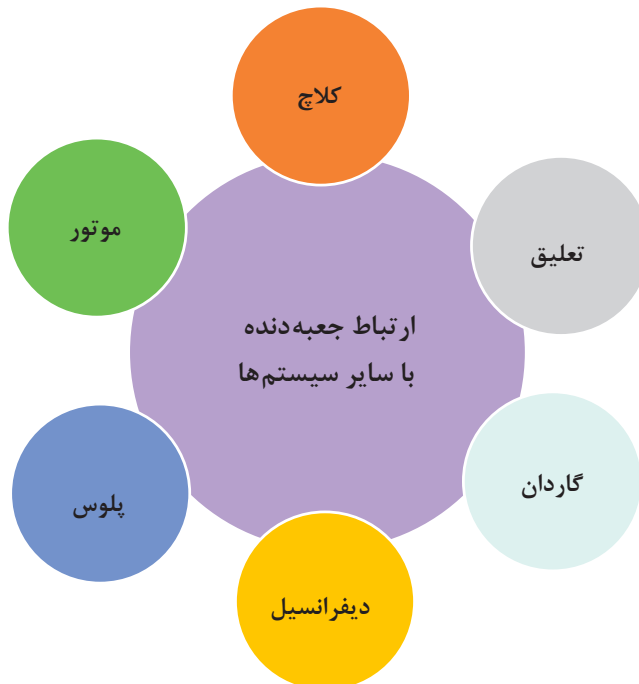 کلاچ
موتور
تعلیق
ارتباط جعبه‌دنده
با سایر سیستم‌ها
پلوس
گاردان
دیفرانسیل